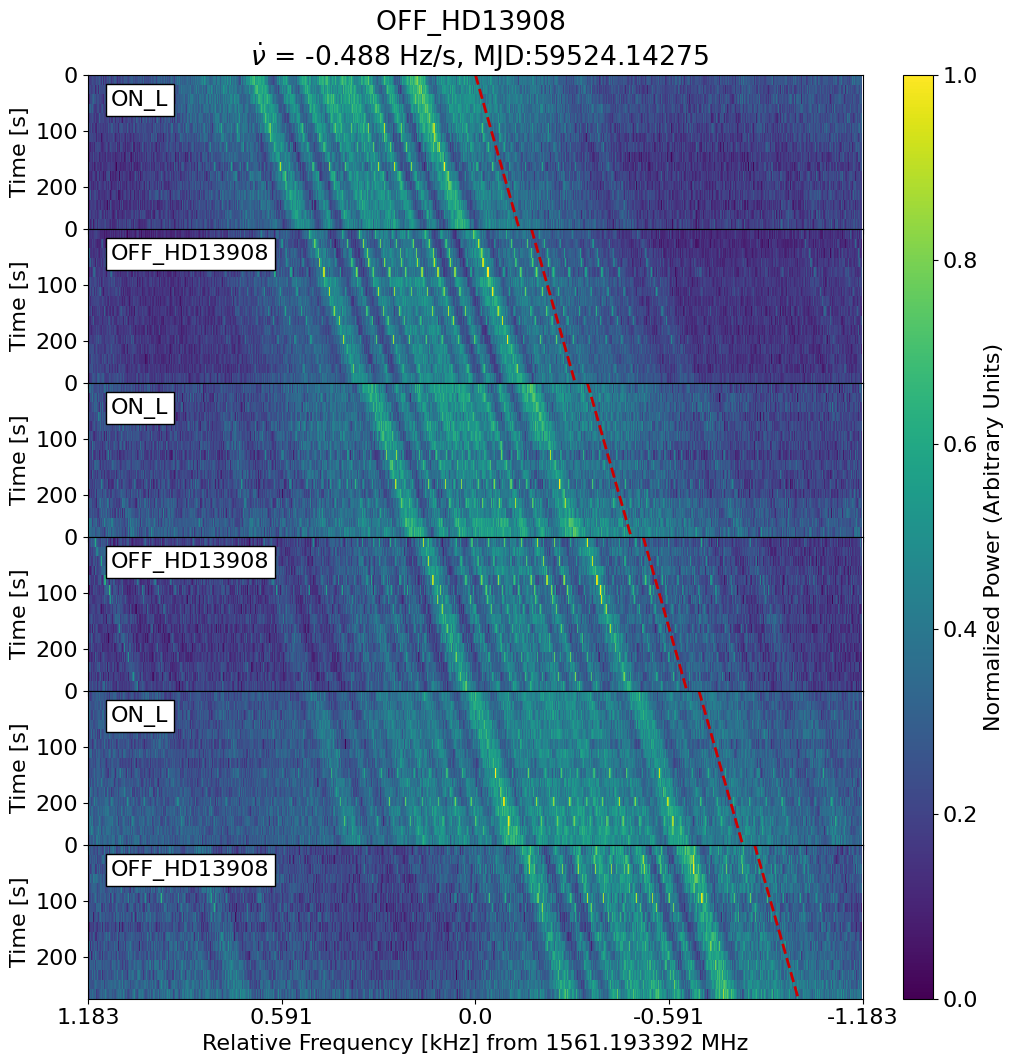 OFF_HD13908
ν̇ = -0.488 Hz/s, MJD:59524.14275
0
100
200
Time [s]
ON_L
0
100
200
Time [s]
OFF_HD13908
0
100
200
Time [s]
ON_L
0
100
200
Time [s]
OFF_HD13908
0
100
200
Time [s]
ON_L
0
100
200
Time [s]
OFF_HD13908
1.183 0.591 0.0 -0.591 -1.183
Relative Frequency [kHz] from 1561.193392 MHz
1.0
0.8
0.6
0.4
0.2
0.0
Normalized Power (Arbitrary Units)